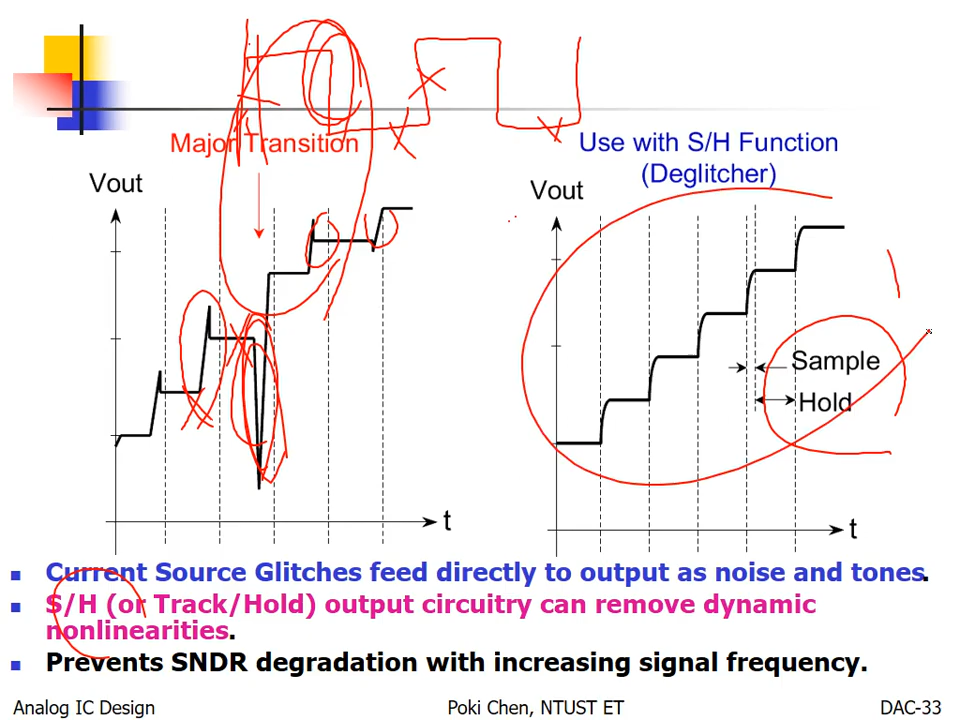 Major Transition
Use with S/H Function
(Deglitcher)
Vout
Vout
Sample
Hold
t
t
Current Source Glitches feed directly to output as noise and tones.
S/H (or Track/Hold) output circuitry can remove dynamic
nonlinearities.
Prevents SNDR degradation with increasing signal frequency.
Analog IC Design
Poki Chen, NTUST ET
DAC-33